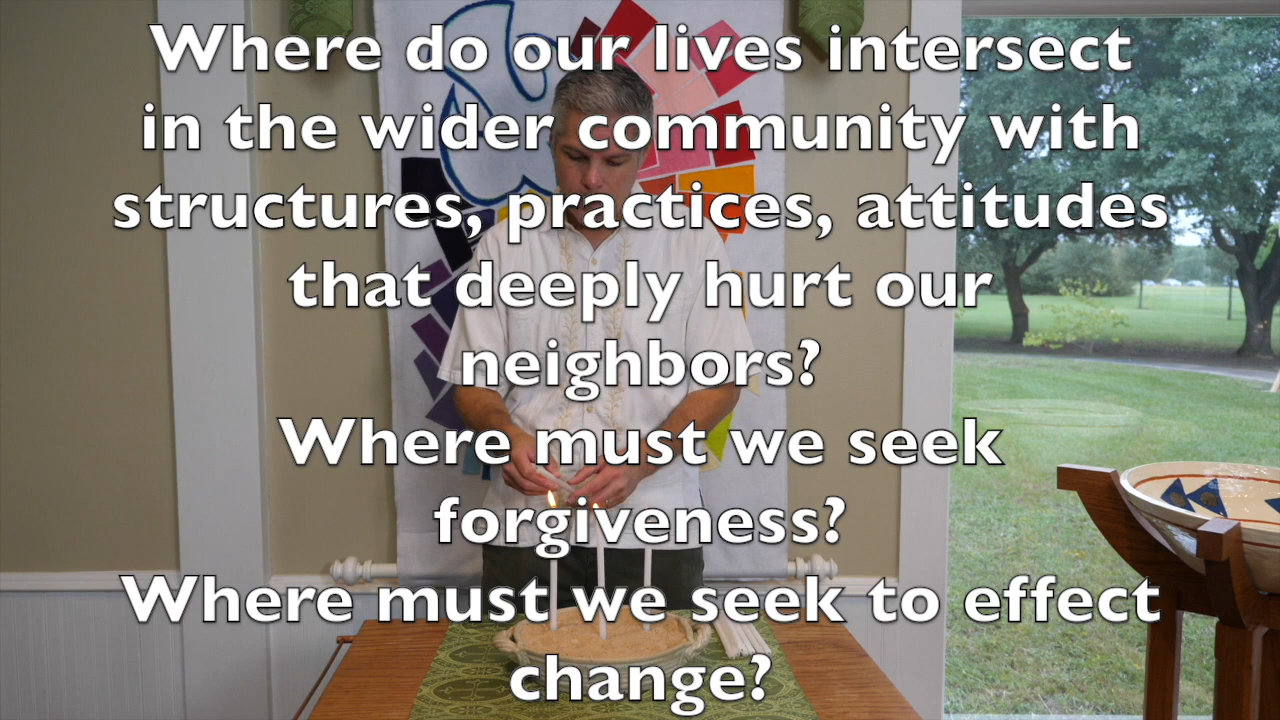 Where do our lives intersect
in the wider community with
structures, practices, attitudes
that deeply hurt our
neighbors?
Where must we seek
forgiveness?
Where must we seek to effect
change?